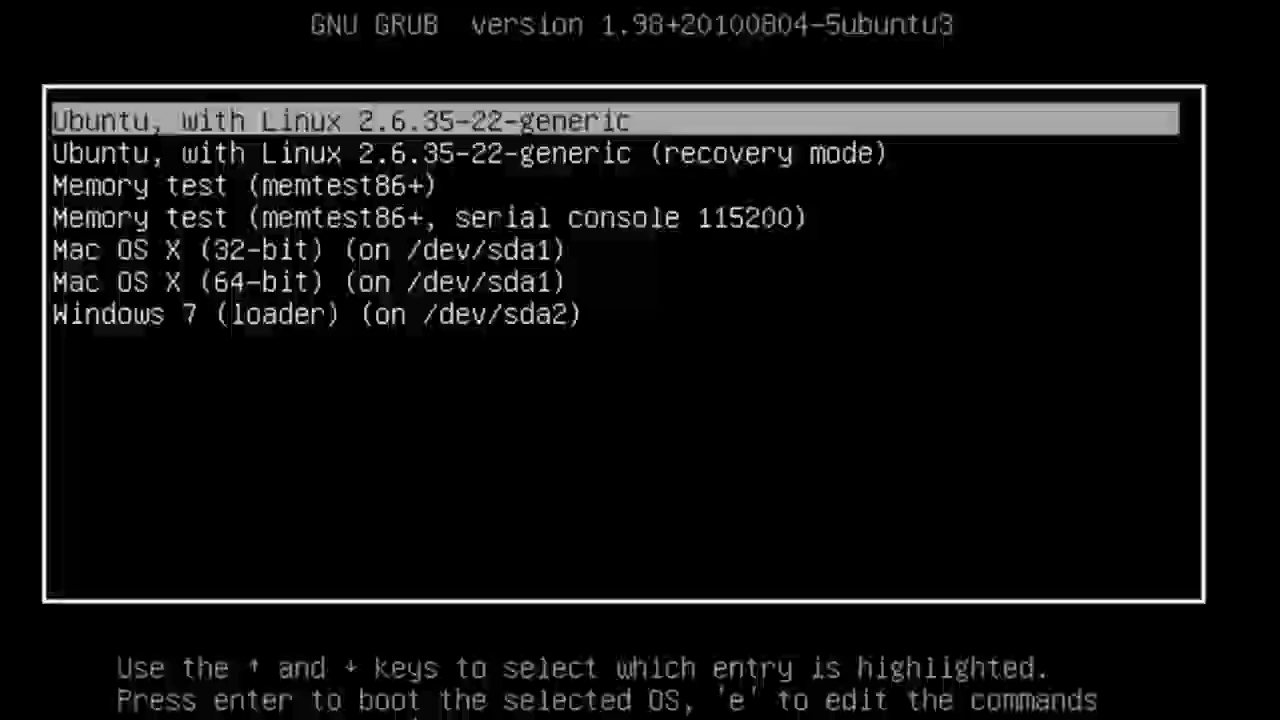 GNU GRUB  version 1.98+20100804-5ubuntu3
Ubuntu, with Linux 2.6.35-22-generic
Ubuntu, with Linux 2.6.35-22-generic (recovery mode)
Memory test (memtest86+)
Memory test (memtest86+, serial console 115200)
Mac OS X (32-bit) (on /dev/sda1)
Mac OS X (64-bit) (on /dev/sda1)
Windows 7 (loader) (on /dev/sda2)
Use the ↑ and ↓ keys to select which entry is highlighted.
Press enter to boot the selected OS, 'e' to edit the commands